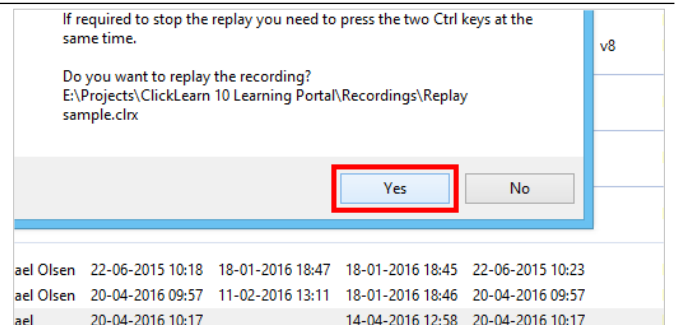 If required to stop the replay you need to press the two Ctrl keys at the
same time.
v8
Do you want to replay the recording?
E:\Projects\ClickLearn 10 Learning Portal\Recordings\Replay
sample.clrx
Yes No
ael Olsen 22-06-2015 10:18 18-01-2016 18:47 18-01-2016 18:45 22-06-2015 10:23
ael Olsen 20-04-2016 09:57 11-02-2016 13:11 18-01-2016 18:46 20-04-2016 09:57
ael 20-04-2016 10:17 14-04-2016 12:58 20-04-2016 10:17